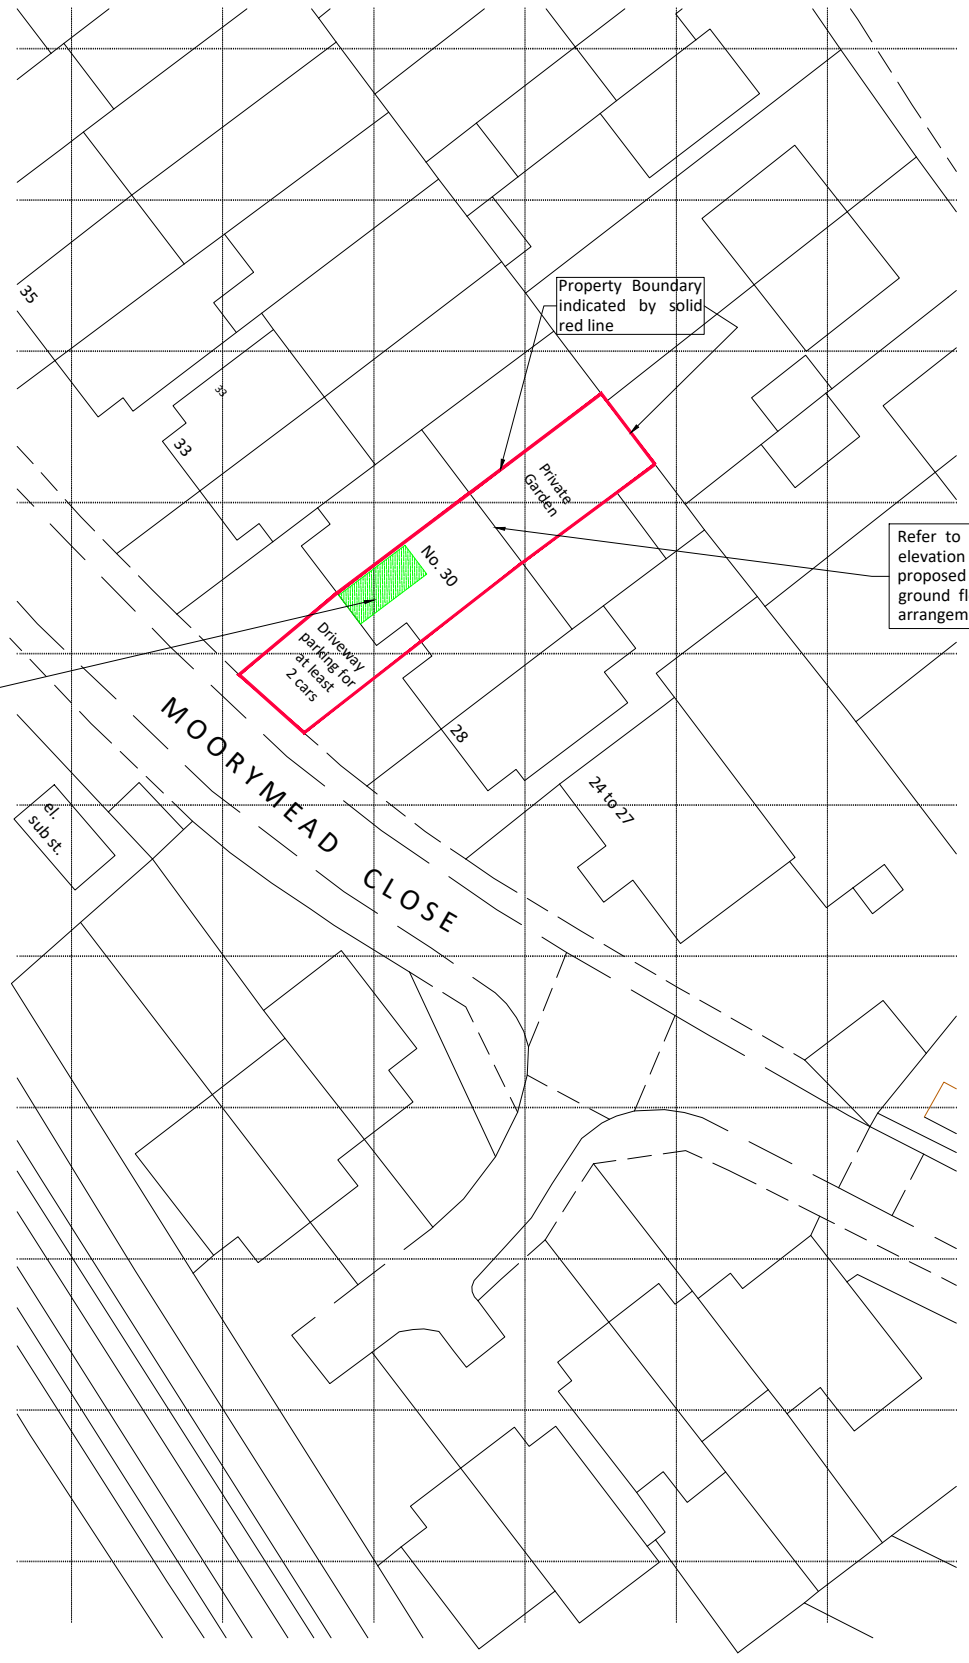 35
Property Boundary
indicated by solid
red line
33
33
Private
Garden
Refer to
elevation
proposed
ground fl
arrangem
No. 30
Driveway
parking for
at least
2 cars
MOORYMEAD CLOSE
28
24 to 27
el.
sub st.